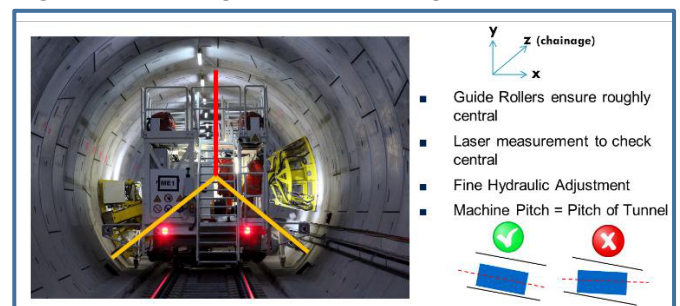 y
z (chainage)
x
■ Guide Rollers ensure roughly
central
■ Laser measurement to check
central
■ Fine Hydraulic Adjustment
■ Machine Pitch = Pitch of Tunnel
ME1